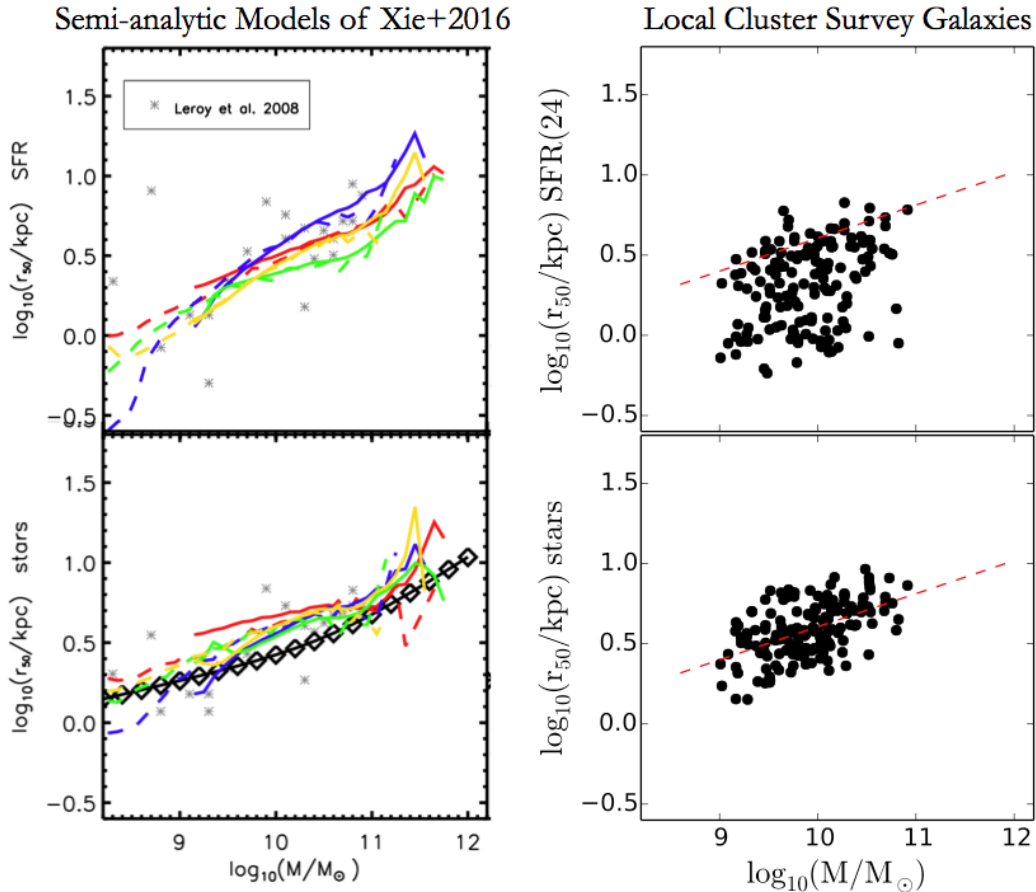 Semi-analytic Models of Xie+2016
Local Cluster Survey Galaxies
log₁₀(r₅₀/kpc) SFR
1.5
1.0
0.5
0.0
−0.5
Leroy et al. 2008
log₁₀(r₅₀/kpc) SFR(24)
1.5
1.0
0.5
0.0
−0.5
log₁₀(r₅₀/kpc) stars
1.5
1.0
0.5
0.0
−0.5
9 10 11 12
log₁₀(M/M⊙)
log₁₀(r₅₀/kpc) stars
1.5
1.0
0.5
0.0
−0.5
9 10 11 12
log₁₀(M/M⊙)